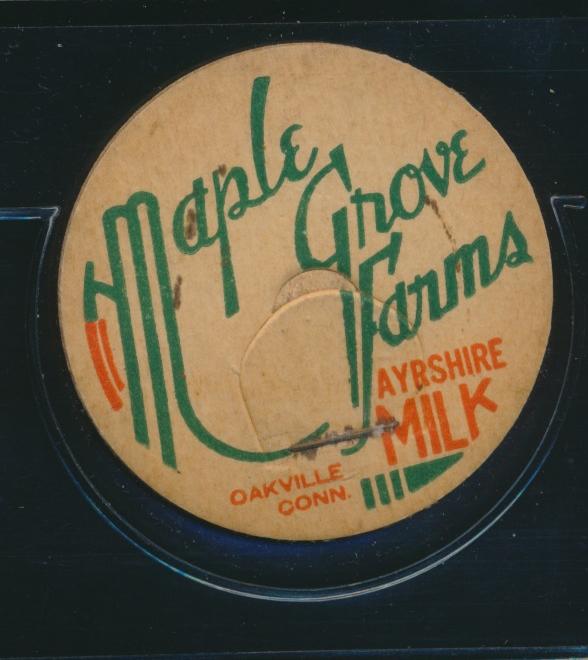 Maple
Grove
Farms
AYRSHIRE
MILK
OAKVILLE
CONN.